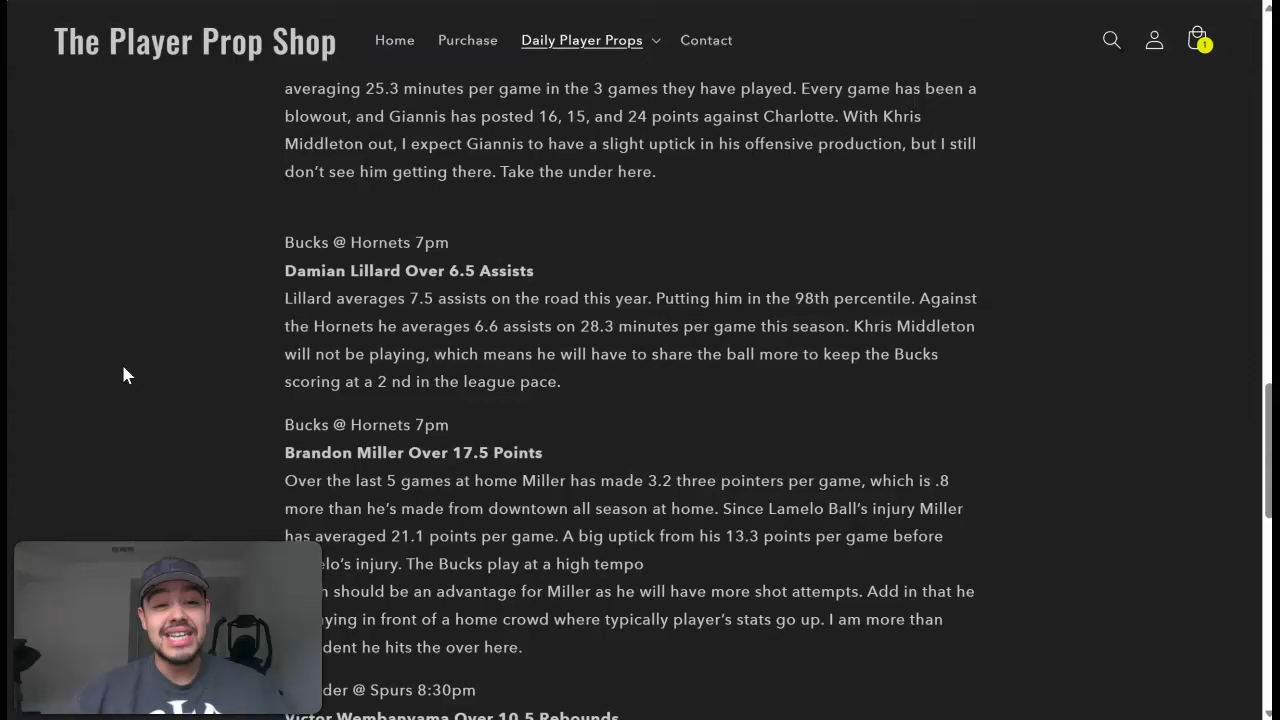 The Player Prop Shop
Home
Purchase
Daily Player Props
Contact
1
averaging 25.3 minutes per game in the 3 games they have played. Every game has been a
blowout, and Giannis has posted 16, 15, and 24 points against Charlotte. With Khris
Middleton out, I expect Giannis to have a slight uptick in his offensive production, but I still
don’t see him getting there. Take the under here.
Bucks @ Hornets 7pm
Damian Lillard Over 6.5 Assists
Lillard averages 7.5 assists on the road this year. Putting him in the 98th percentile. Against
the Hornets he averages 6.6 assists on 28.3 minutes per game this season. Khris Middleton
will not be playing, which means he will have to share the ball more to keep the Bucks
scoring at a 2 nd in the league pace.
Bucks @ Hornets 7pm
Brandon Miller Over 17.5 Points
Over the last 5 games at home Miller has made 3.2 three pointers per game, which is .8
more than he’s made from downtown all season at home. Since Lamelo Ball’s injury Miller
has averaged 21.1 points per game. A big uptick from his 13.3 points per game before
elo’s injury. The Bucks play at a high tempo
h should be an advantage for Miller as he will have more shot attempts. Add in that he
aying in front of a home crowd where typically player’s stats go up. I am more than
dent he hits the over here.
der @ Spurs 8:30pm
Victor Wembanyama Over 10.5 Rebounds